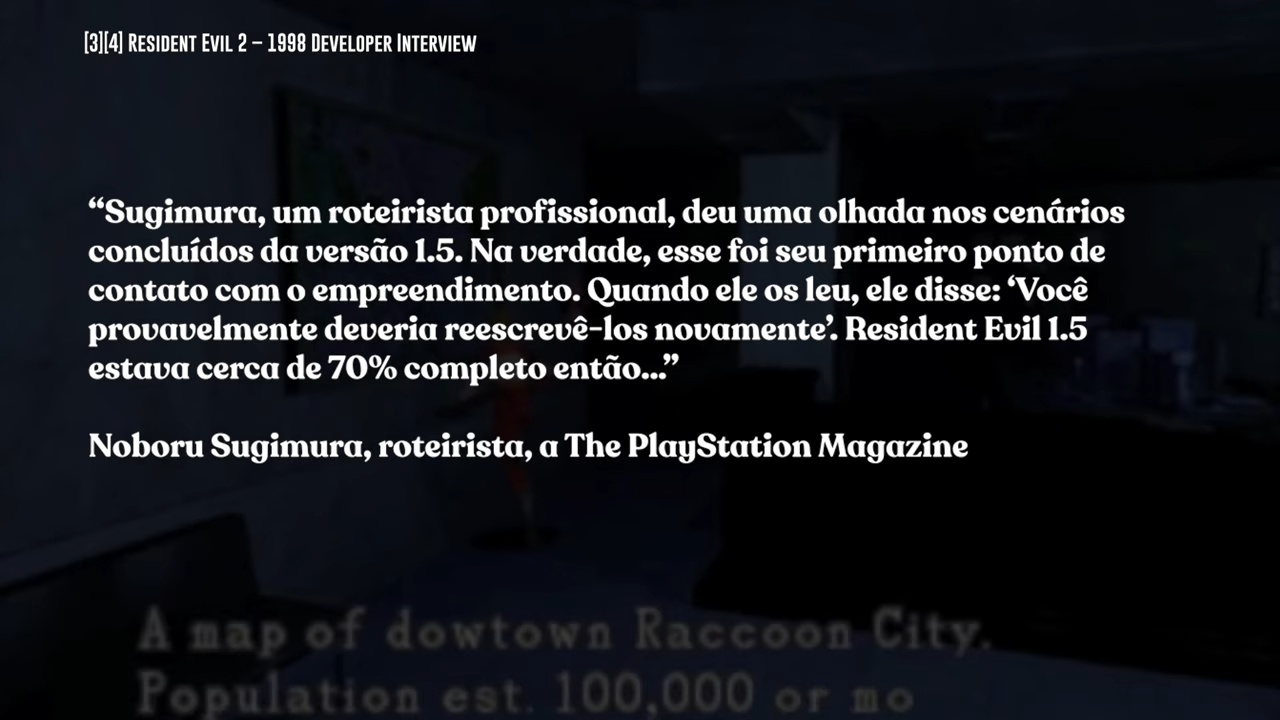 [3][4] Resident Evil 2 – 1998 Developer Interview
“Sugimura, um roteirista profissional, deu uma olhada nos cenários
concluídos da versão 1.5. Na verdade, esse foi seu primeiro ponto de
contato com o empreendimento. Quando ele os leu, ele disse: ‘Você
provavelmente deveria reescrevê-los novamente’. Resident Evil 1.5
estava cerca de 70% completo então...”
Noboru Sugimura, roteirista, a The PlayStation Magazine
A map of dowtown Raccoon City.
Population est. 100,000 or mo